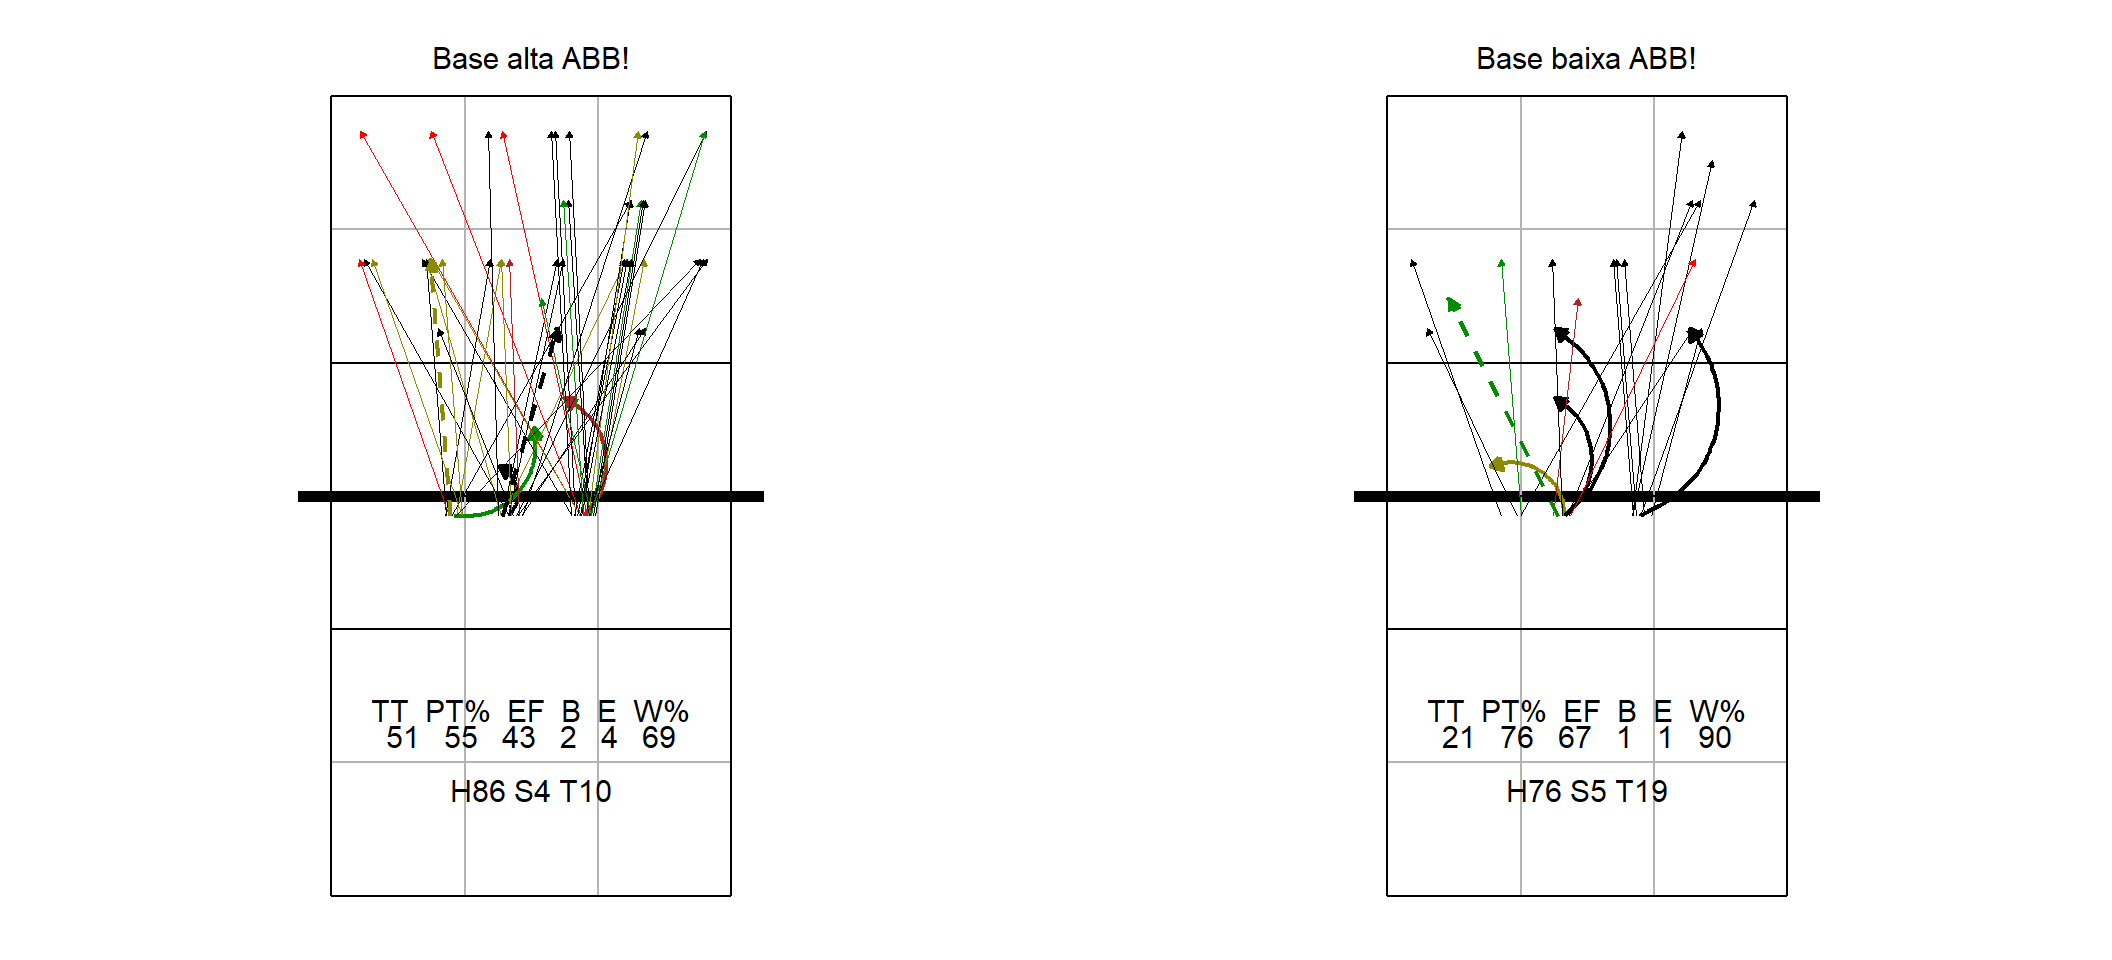 Base alta ABB!
TT PT% EF B E W%
51 55 43 2 4 69
H86 S4 T10
Base baixa ABB!
TT PT% EF B E W%
21 76 67 1 1 90
H76 S5 T19